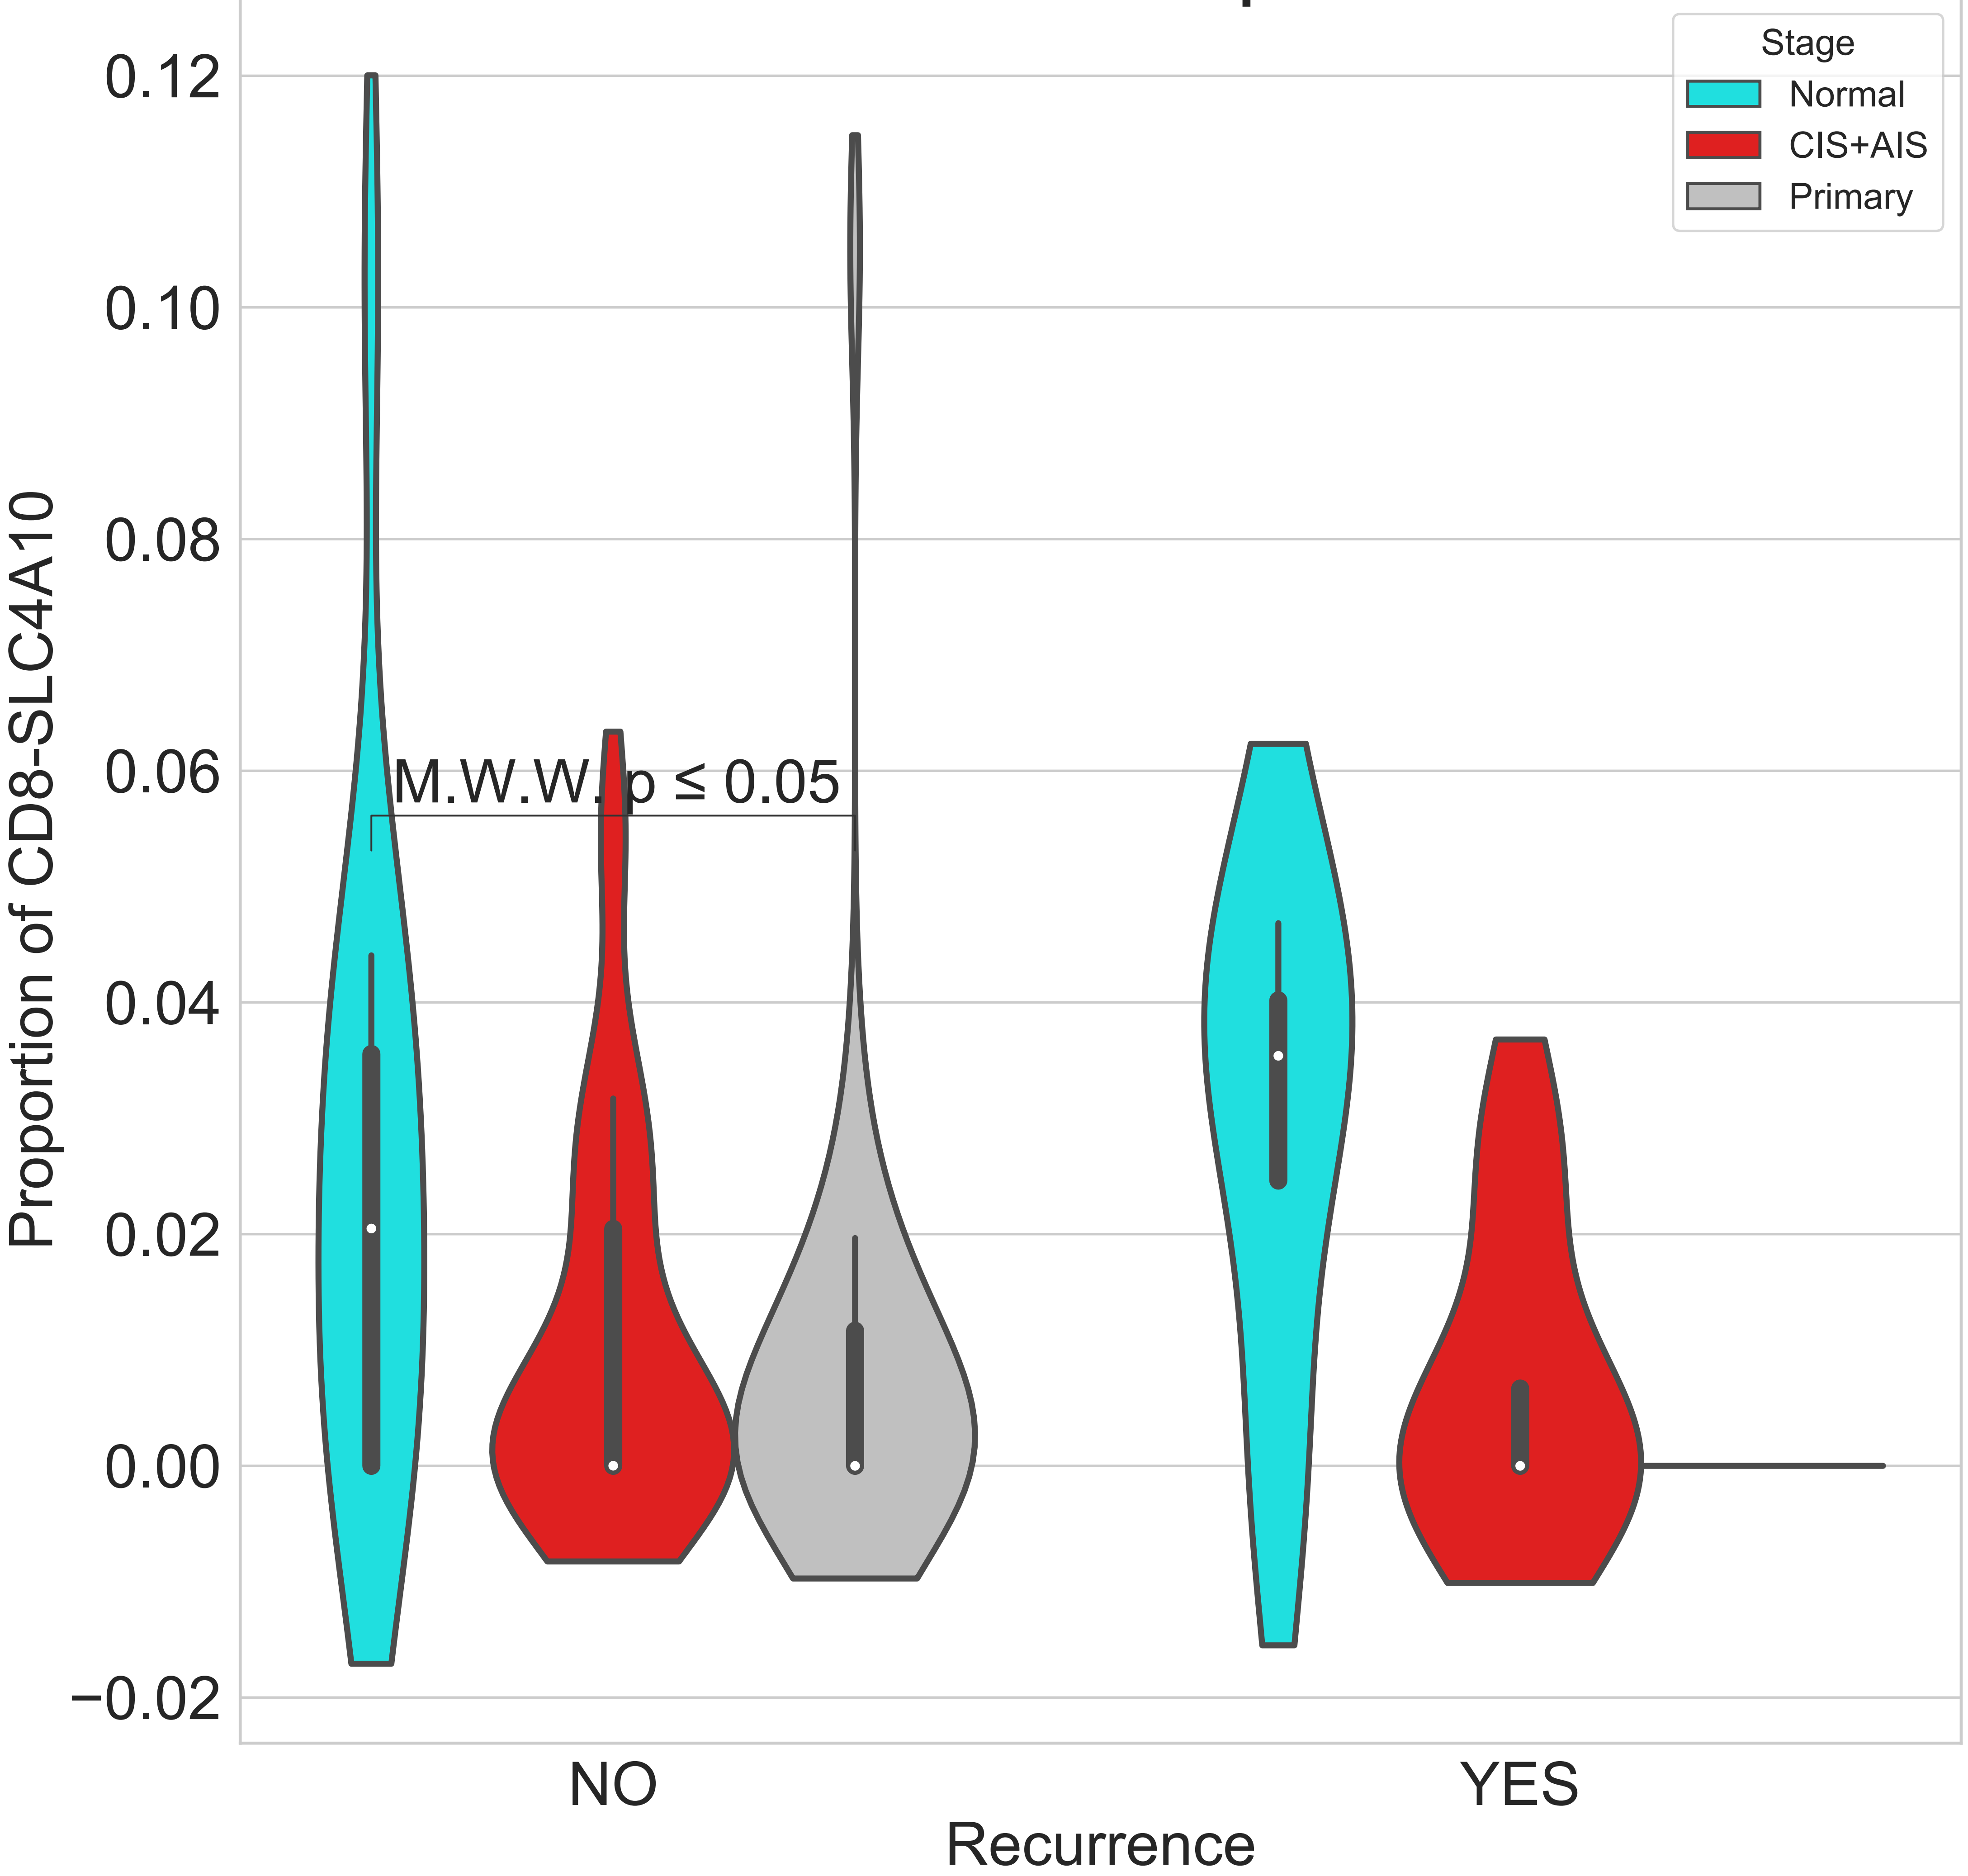 Stage
Normal
CIS+AIS
Primary
0.12
0.10
0.08
0.06
0.04
0.02
0.00
−0.02
Proportion of CD8-SLC4A10
M.W.W. p ≤ 0.05
NO
YES
Recurrence